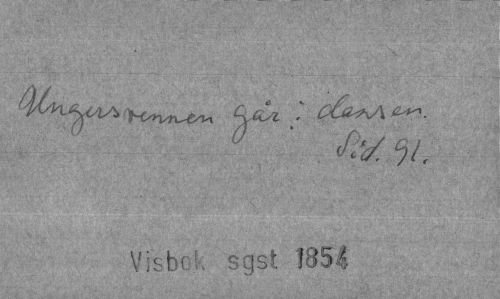 Ungersvennen går i dansen.
Sid. 91.
Visbok sgst 1854